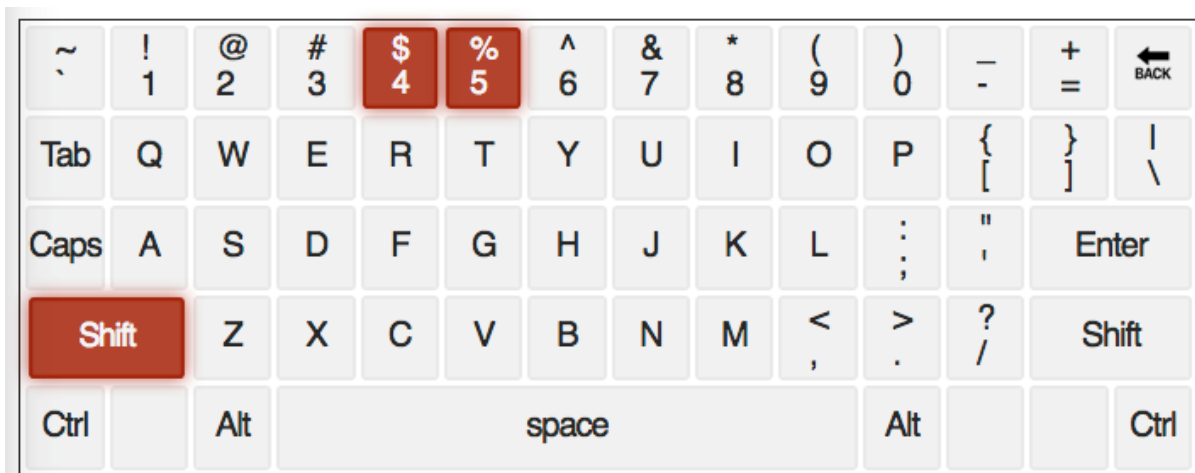 ~ ! @ # $ % ^ & * ( ) _ +
` 1 2 3 4 5 6 7 8 9 0 - = BACK
Tab Q W E R T Y U I O P { } |
[ ] \
Caps A S D F G H J K L : " Enter
; '
Shift Z X C V B N M < > ? Shift
, . /
Ctrl Alt space Alt Ctrl